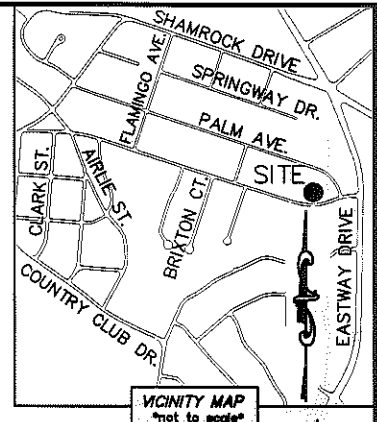 SHAMROCK DRIVE
SPRINGWAY DR.
FLAMINGO AVE.
PALM AVE.
SITE
CLARK ST.
AIRLIE ST.
BRIXTON CT.
EASTWAY DRIVE
COUNTRY CLUB DR.
VICINITY MAP
*not to scale*